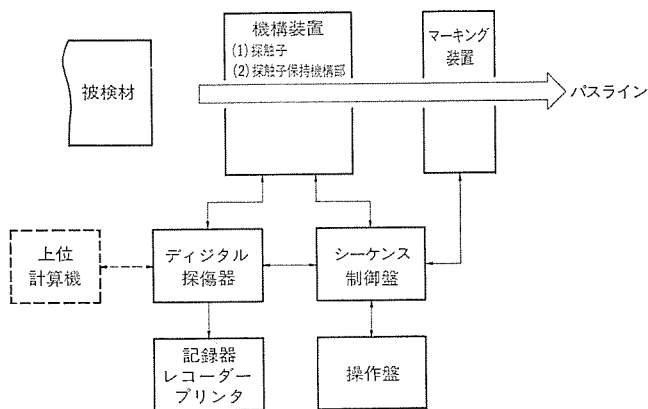 機構装置
(1)探触子
(2)探触子保持機構部
マーキング
装置
被検材
パスライン
上位
計算機
ディジタル
探傷器
シーケンス
制御盤
記録器
レコーダー
プリンタ
操作盤